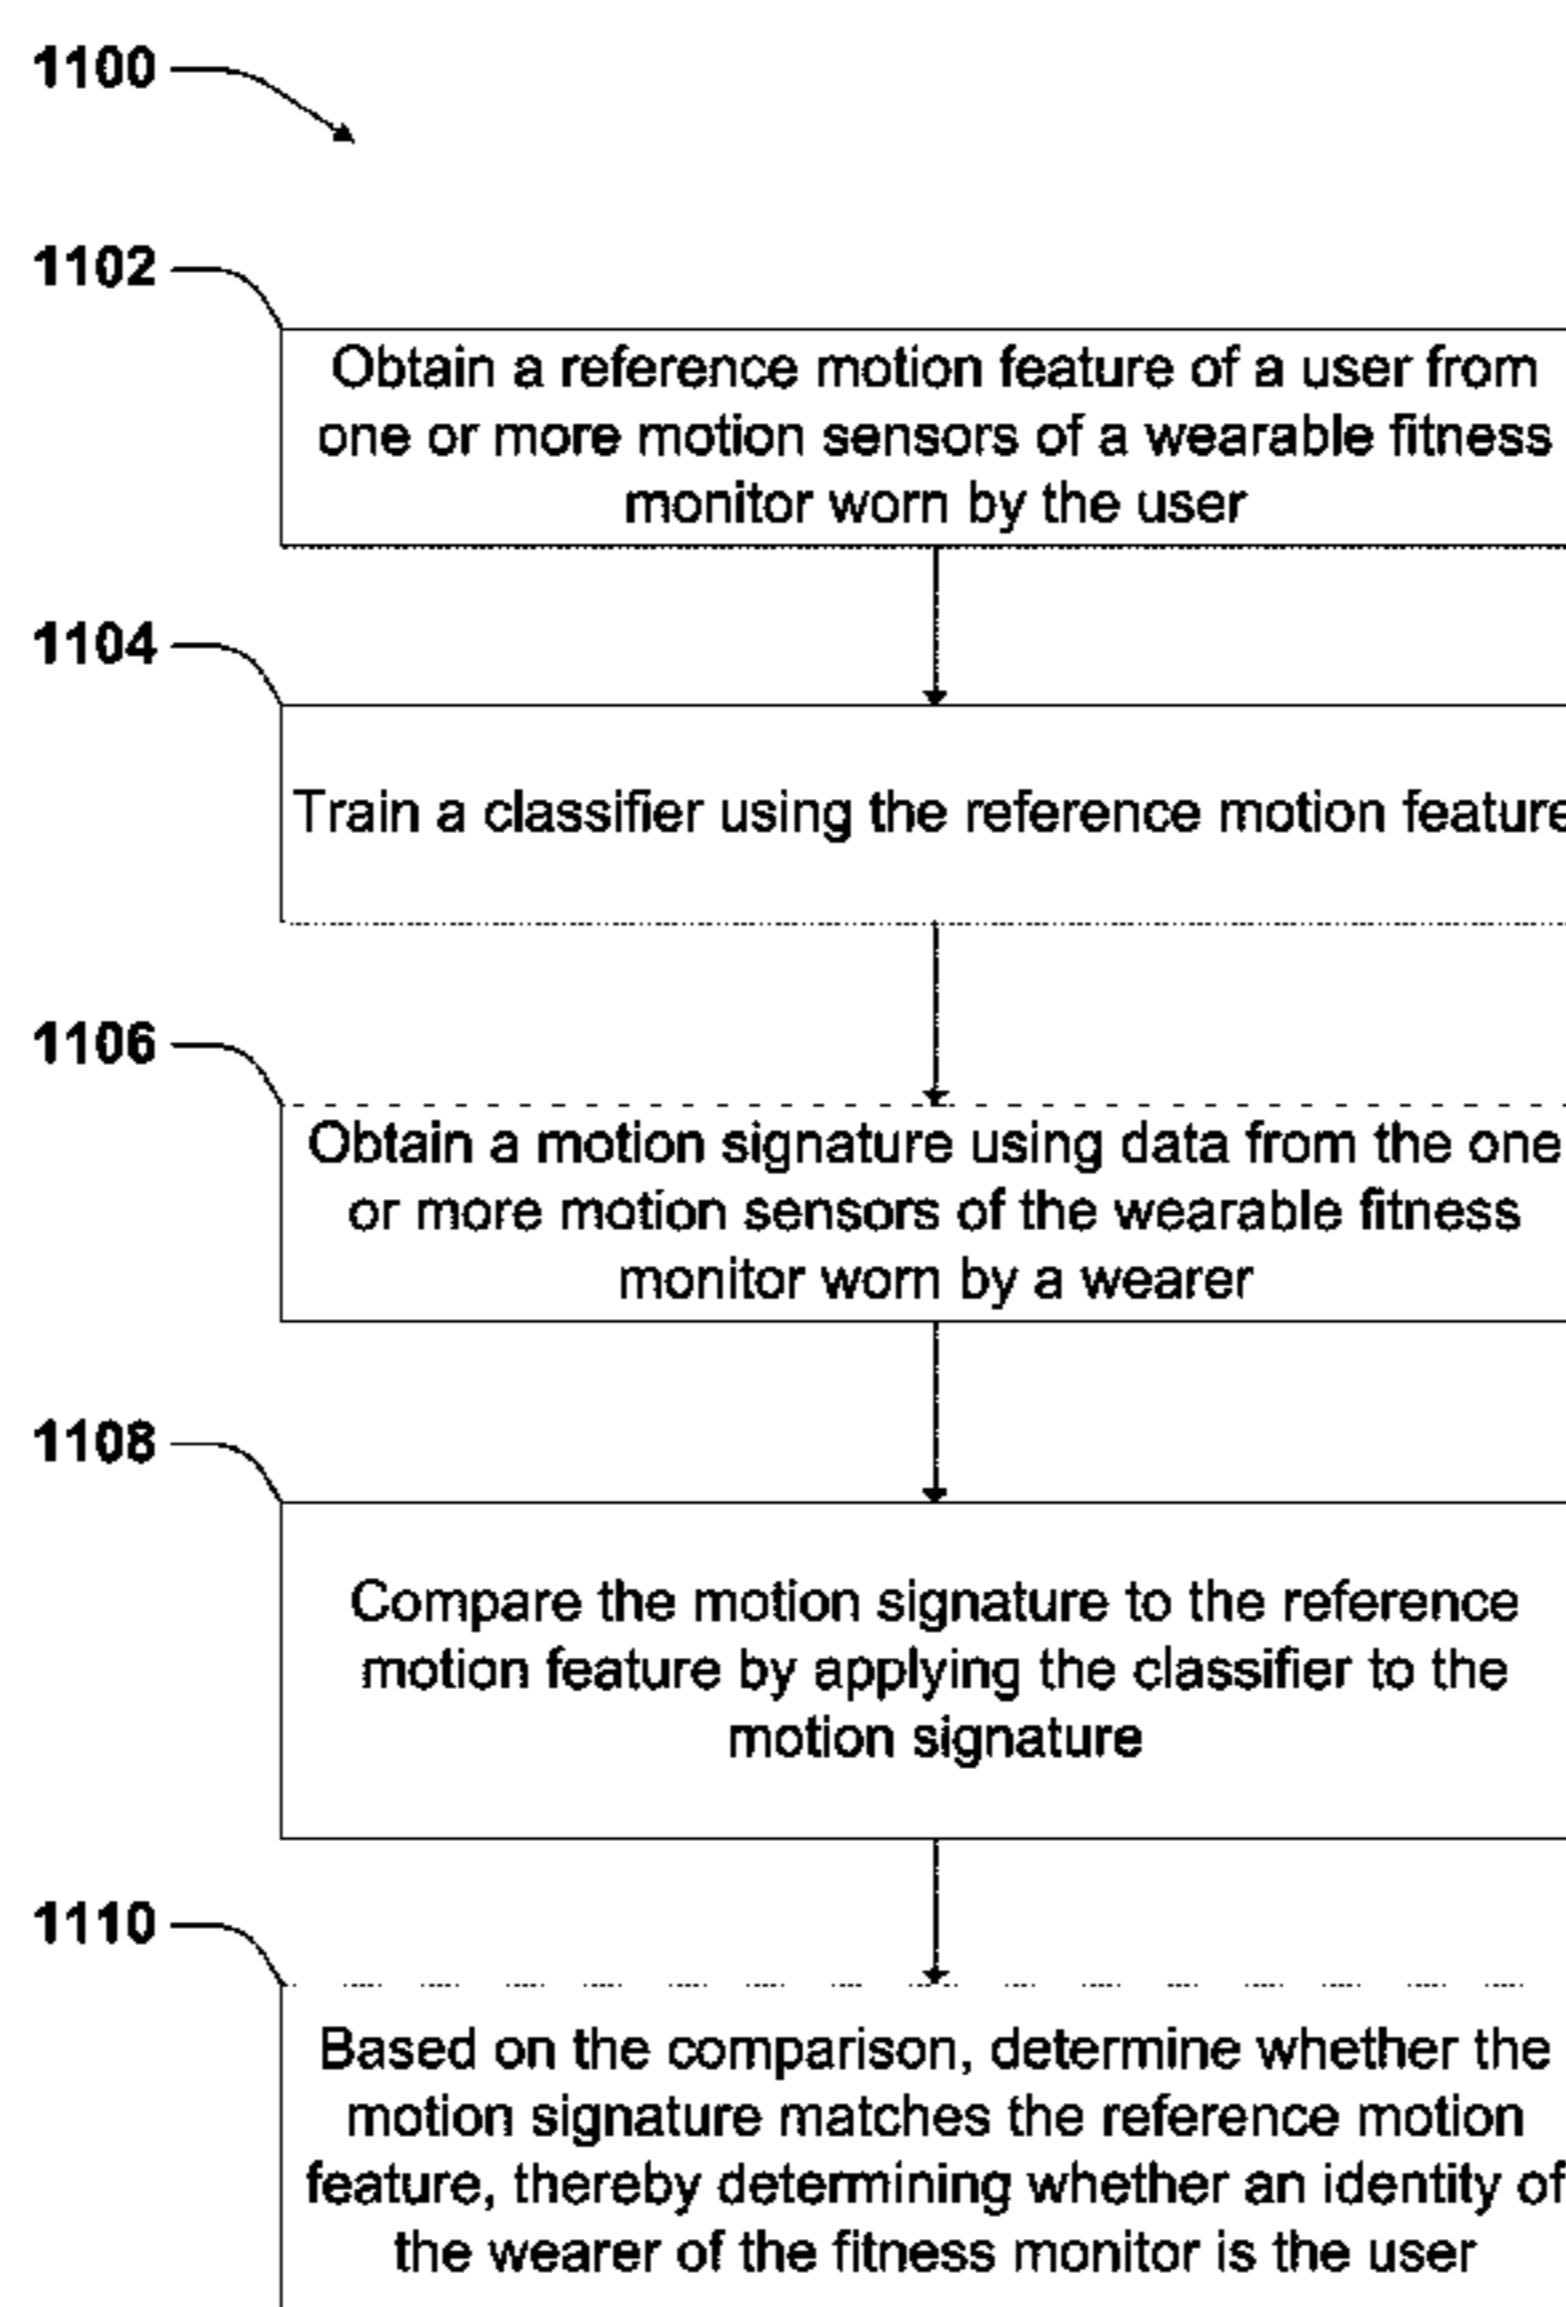 1100
1102
Obtain a reference motion feature of a user from
one or more motion sensors of a wearable fitness
monitor worn by the user
1104
Train a classifier using the reference motion feature
1106
Obtain a motion signature using data from the one
or more motion sensors of the wearable fitness
monitor worn by a wearer
1108
Compare the motion signature to the reference
motion feature by applying the classifier to the
motion signature
1110
Based on the comparison, determine whether the
motion signature matches the reference motion
feature, thereby determining whether an identity of
the wearer of the fitness monitor is the user